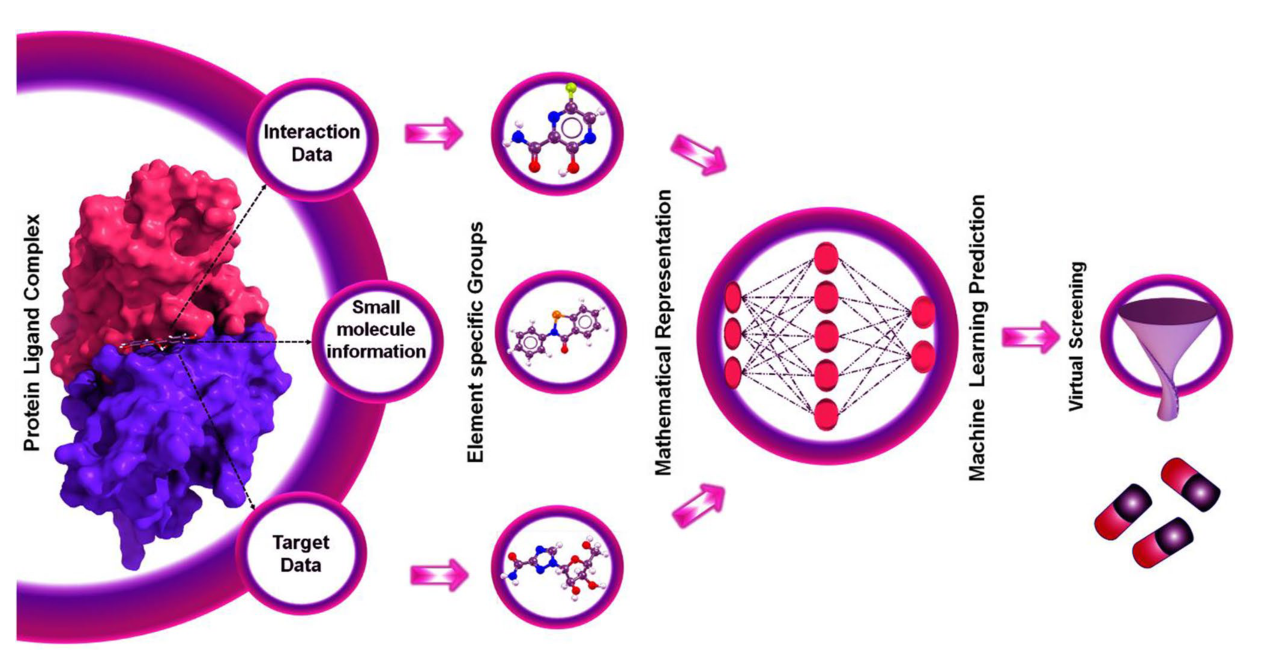 Protein Ligand Complex
Interaction
Data
Small
molecule
information
Target
Data
Element specific Groups
Mathematical Representation
Machine Learning Prediction
Virtual Screening